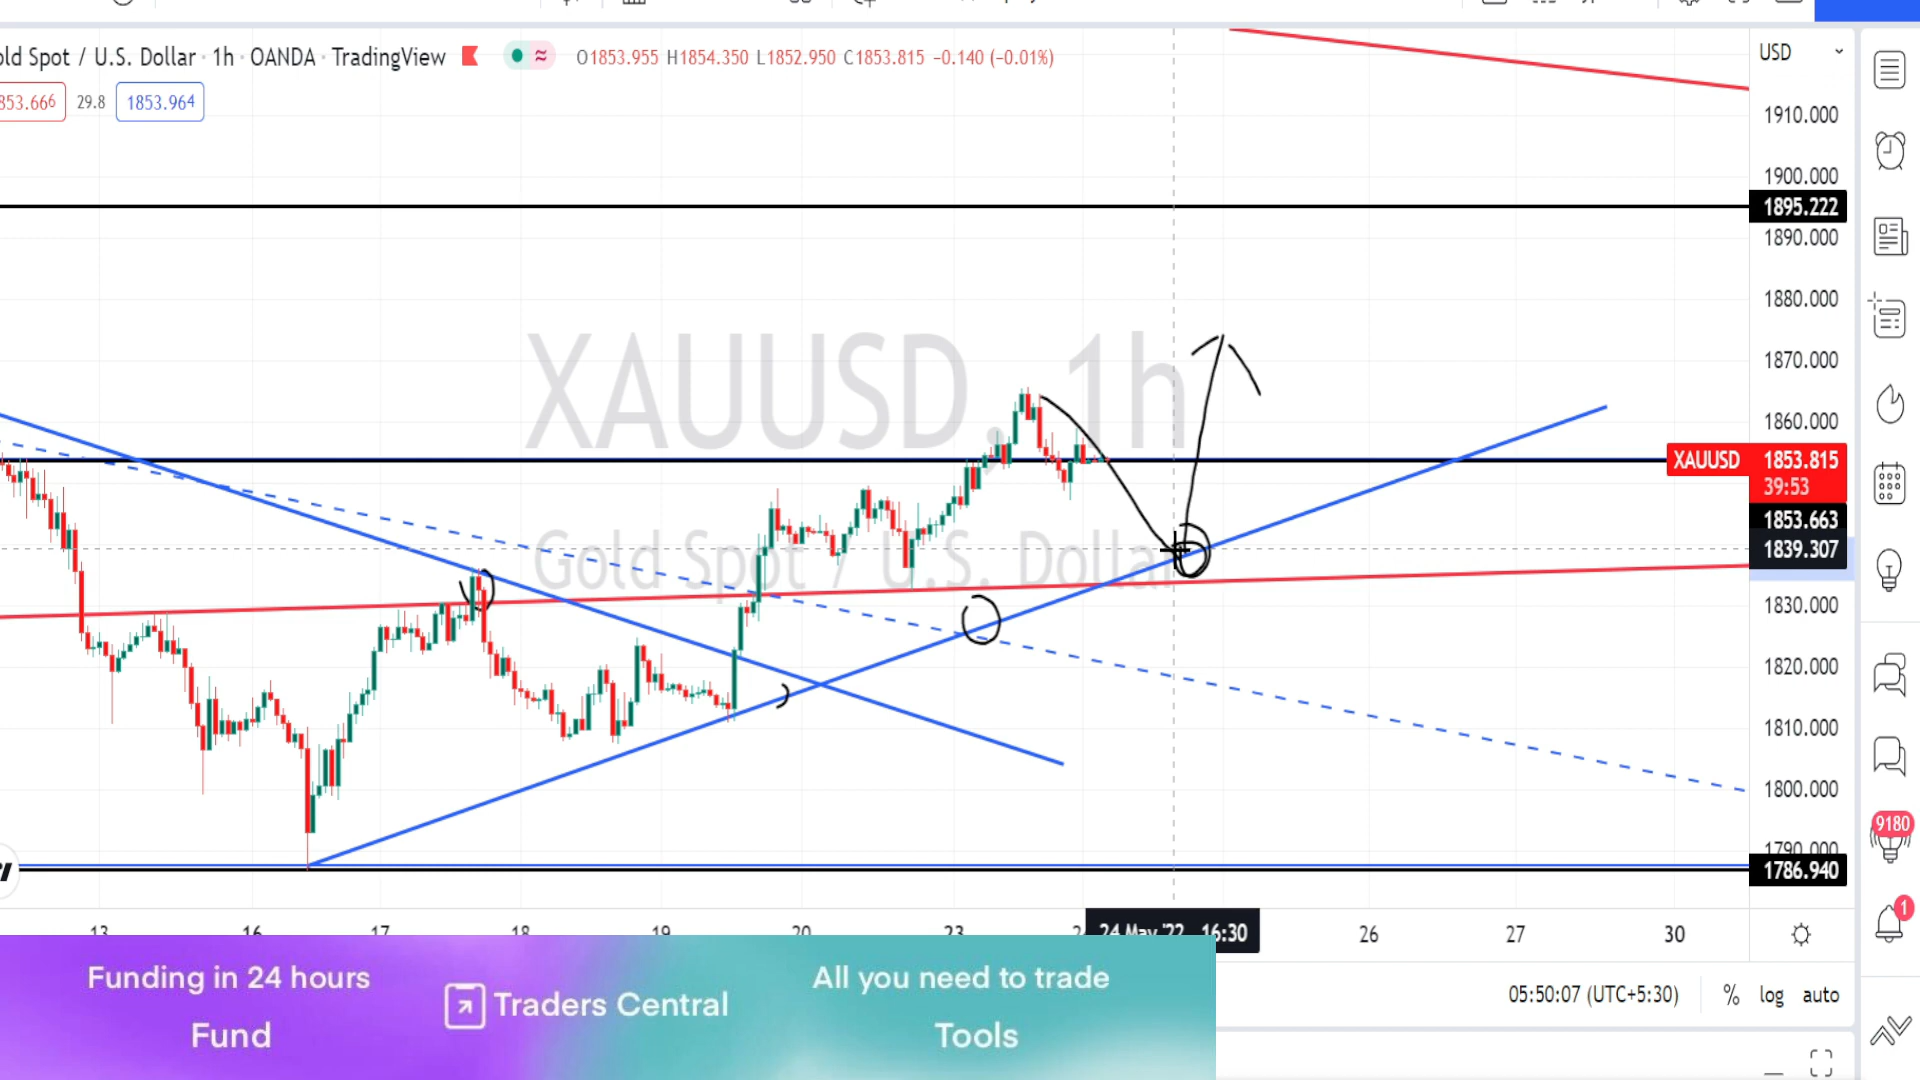 Gold Spot / U.S. Dollar · 1h · OANDA · TradingView O1853.955 H1854.350 L1852.950 C1853.815 −0.140 (−0.01%)
29.8 1853.964
USD
1910.000
1900.000
1895.222
1890.000
1880.000
1870.000
1860.000
XAUUSD 1853.815
39:53
1853.663
1839.307
1830.000
1820.000
1810.000
1800.000
1790.000
1786.940
XAUUSD, 1h
Gold Spot / U.S. Dollar
13 16 17 18 19 20 23 24 May '22 16:30 26 27 30
05:50:07 (UTC+5:30) % log auto
9180
1
Funding in 24 hours
Fund
Traders Central
All you need to trade
Tools